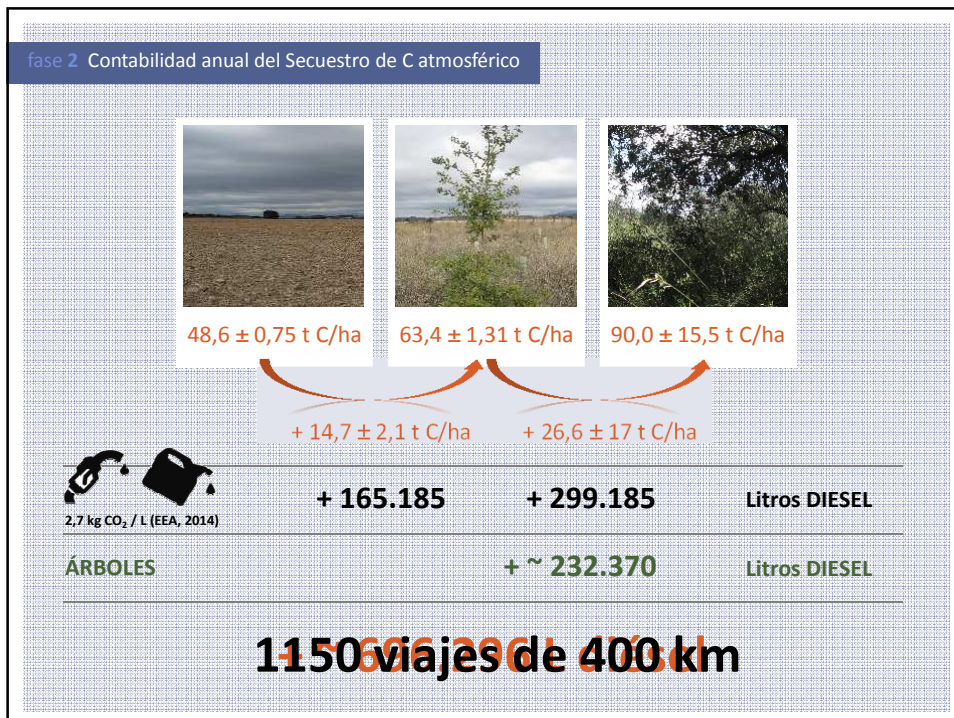 fase 2 Contabilidad anual del Secuestro de C atmosférico
48,6 ± 0,75 t C/ha 63,4 ± 1,31 t C/ha 90,0 ± 15,5 t C/ha
+ 14,7 ± 2,1 t C/ha + 26,6 ± 17 t C/ha
+ 165.185 + 299.185 Litros DIESEL
2,7 kg CO₂ / L (EEA, 2014)
ÁRBOLES + ~ 232.370 Litros DIESEL
1150 viajes de 400 km